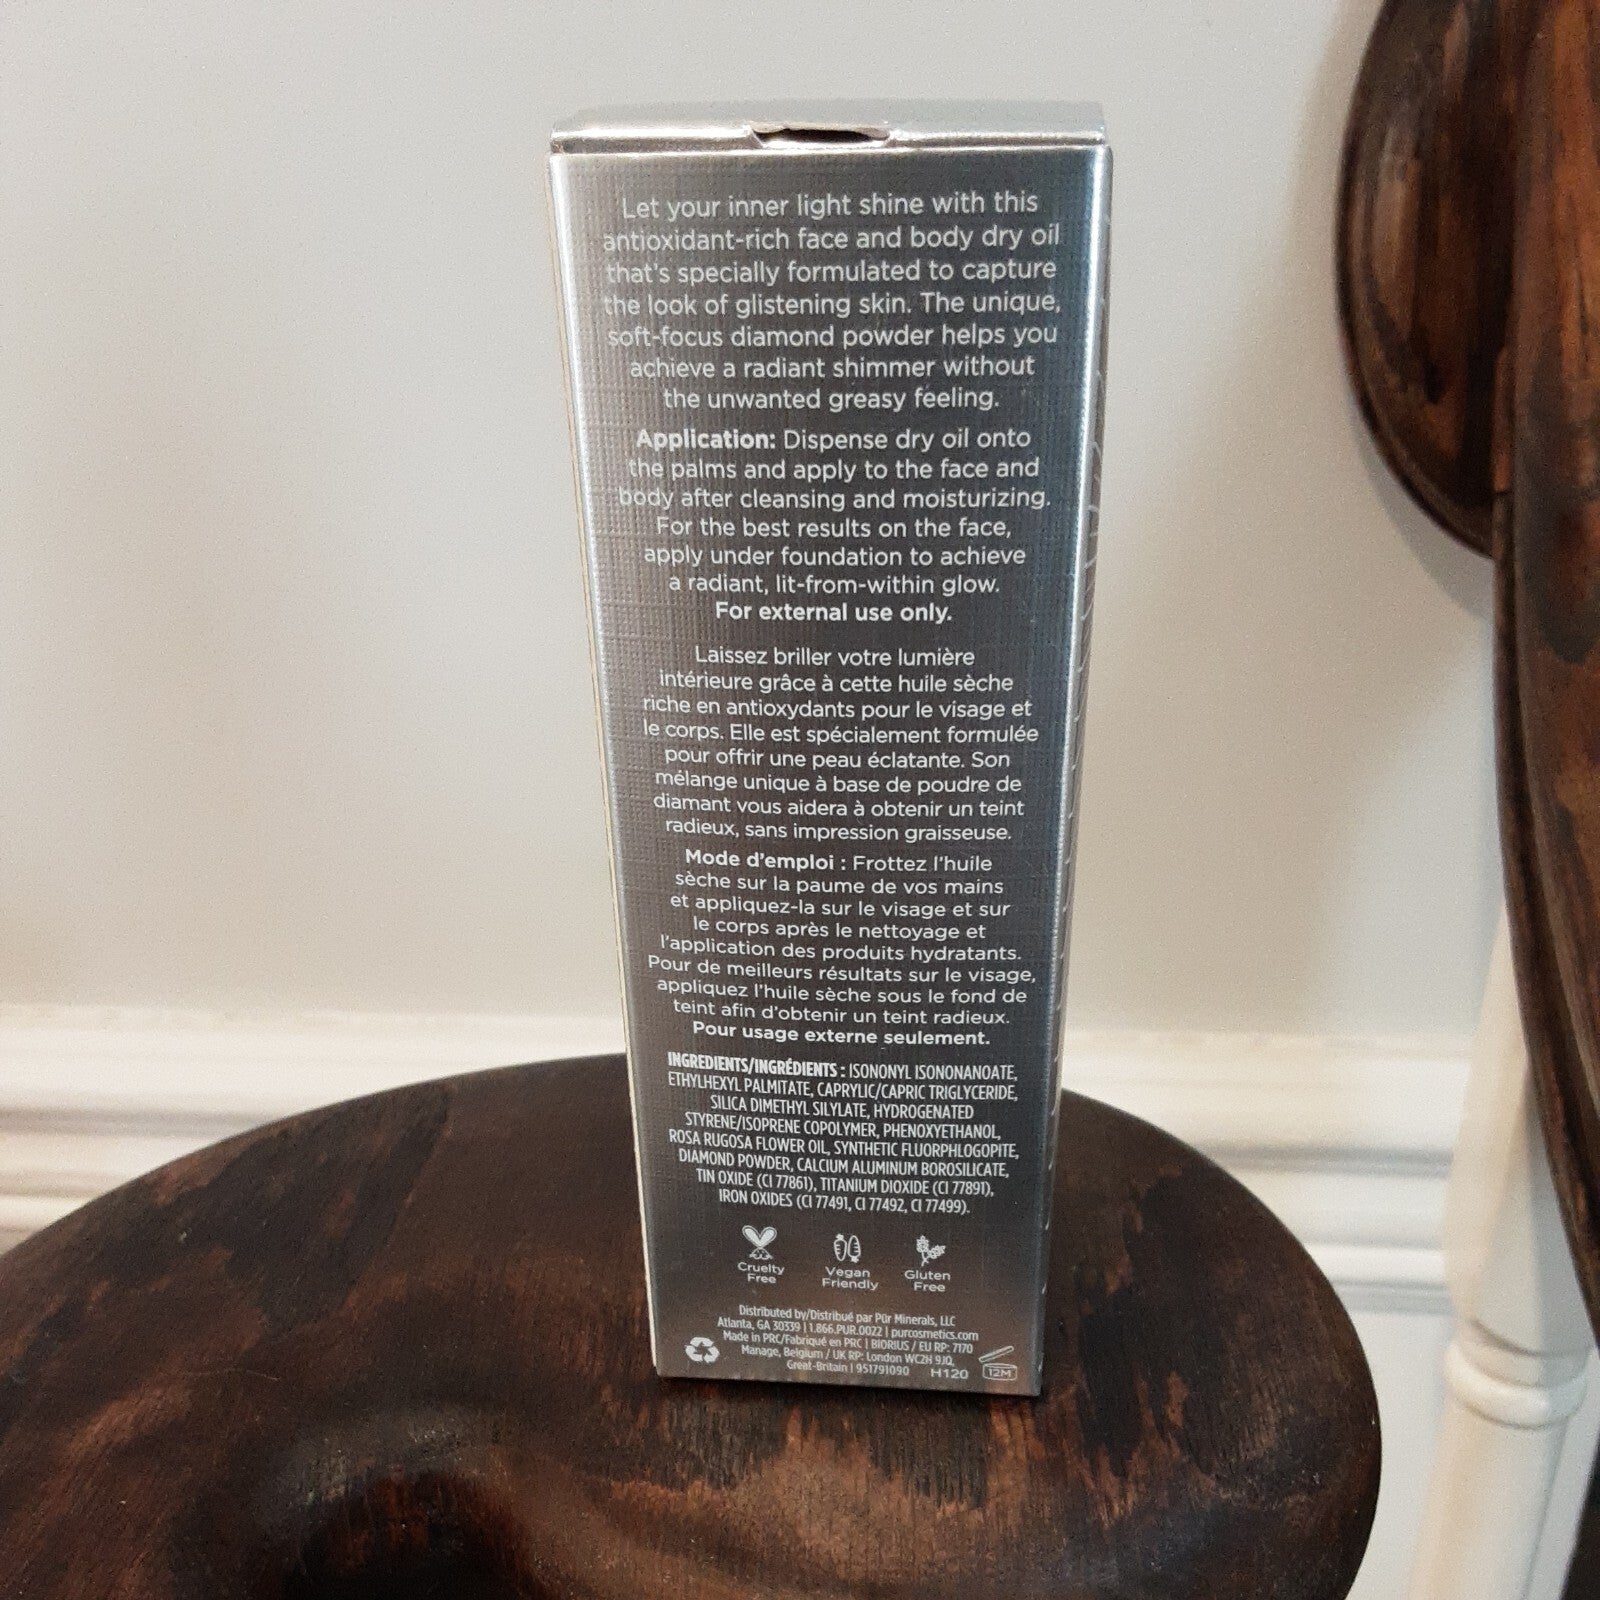 Let your inner light shine with this
antioxidant-rich face and body dry oil
that's specially formulated to capture
the look of glistening skin. The unique,
soft-focus diamond powder helps you
achieve a radiant shimmer without
the unwanted greasy feeling.
Application: Dispense dry oil onto
the palms and apply to the face and
body after cleansing and moisturizing.
For the best results on the face,
apply under foundation to achieve
a radiant, lit-from-within glow.
For external use only.
Laissez briller votre lumière
intérieure grâce à cette huile sèche
riche en antioxydants pour le visage et
le corps. Elle est spécialement formulée
pour offrir une peau éclatante. Son
mélange unique à base de poudre de
diamant vous aidera à obtenir un teint
radieux, sans impression graisseuse.
Mode d'emploi : Frottez l'huile
sèche sur la paume de vos mains
et appliquez-la sur le visage et sur
le corps après le nettoyage et
l'application des produits hydratants.
Pour de meilleurs résultats sur le visage,
appliquez l'huile sèche sous le fond de
teint afin d'obtenir un teint radieux.
Pour usage externe seulement.
INGREDIENTS/INGRÉDIENTS : ISONONYL ISONONANOATE,
ETHYLHEXYL PALMITATE, CAPRYLIC/CAPRIC TRIGLYCERIDE,
SILICA DIMETHYL SILYLATE, HYDROGENATED
STYRENE/ISOPRENE COPOLYMER, PHENOXYETHANOL,
ROSA RUGOSA FLOWER OIL, SYNTHETIC FLUORPHLOGOPITE,
DIAMOND POWDER, CALCIUM ALUMINUM BOROSILICATE,
TIN OXIDE (CI 77861), TITANIUM DIOXIDE (CI 77891),
IRON OXIDES (CI 77491, CI 77492, CI 77499).
Cruelty Free
Vegan Friendly
Gluten Free
Distributed by/Distribué par Pür Minerals, LLC
Atlanta, GA 30339 | 1.866.PUR.0022 | purcosmetics.com
Made in PRC/Fabriqué en PRC | BIORIUS / EU RP: 7170
Manage, Belgium / UK RP: London WC2H 9JQ,
Great-Britain | 951791090 H120 12M